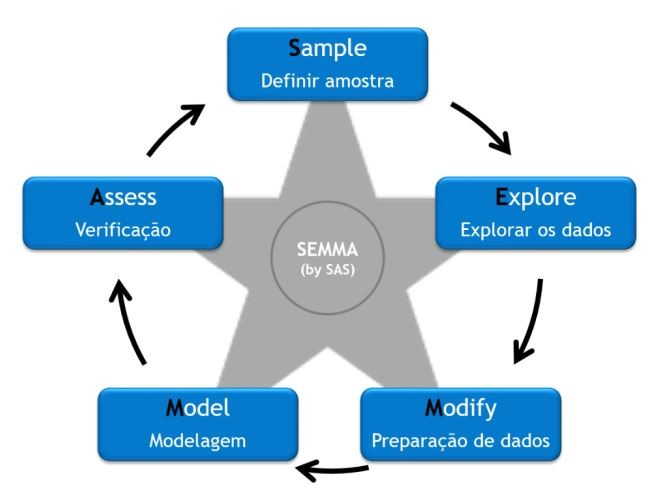 Sample
Definir amostra
Assess
Verificação
Explore
Explorar os dados
SEMMA
(by SAS)
Model
Modelagem
Modify
Preparação de dados